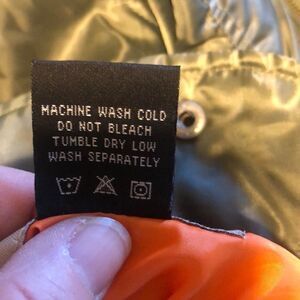 MACHINE WASH COLD
DO NOT BLEACH
TUMBLE DRY LOW
WASH SEPARATELY